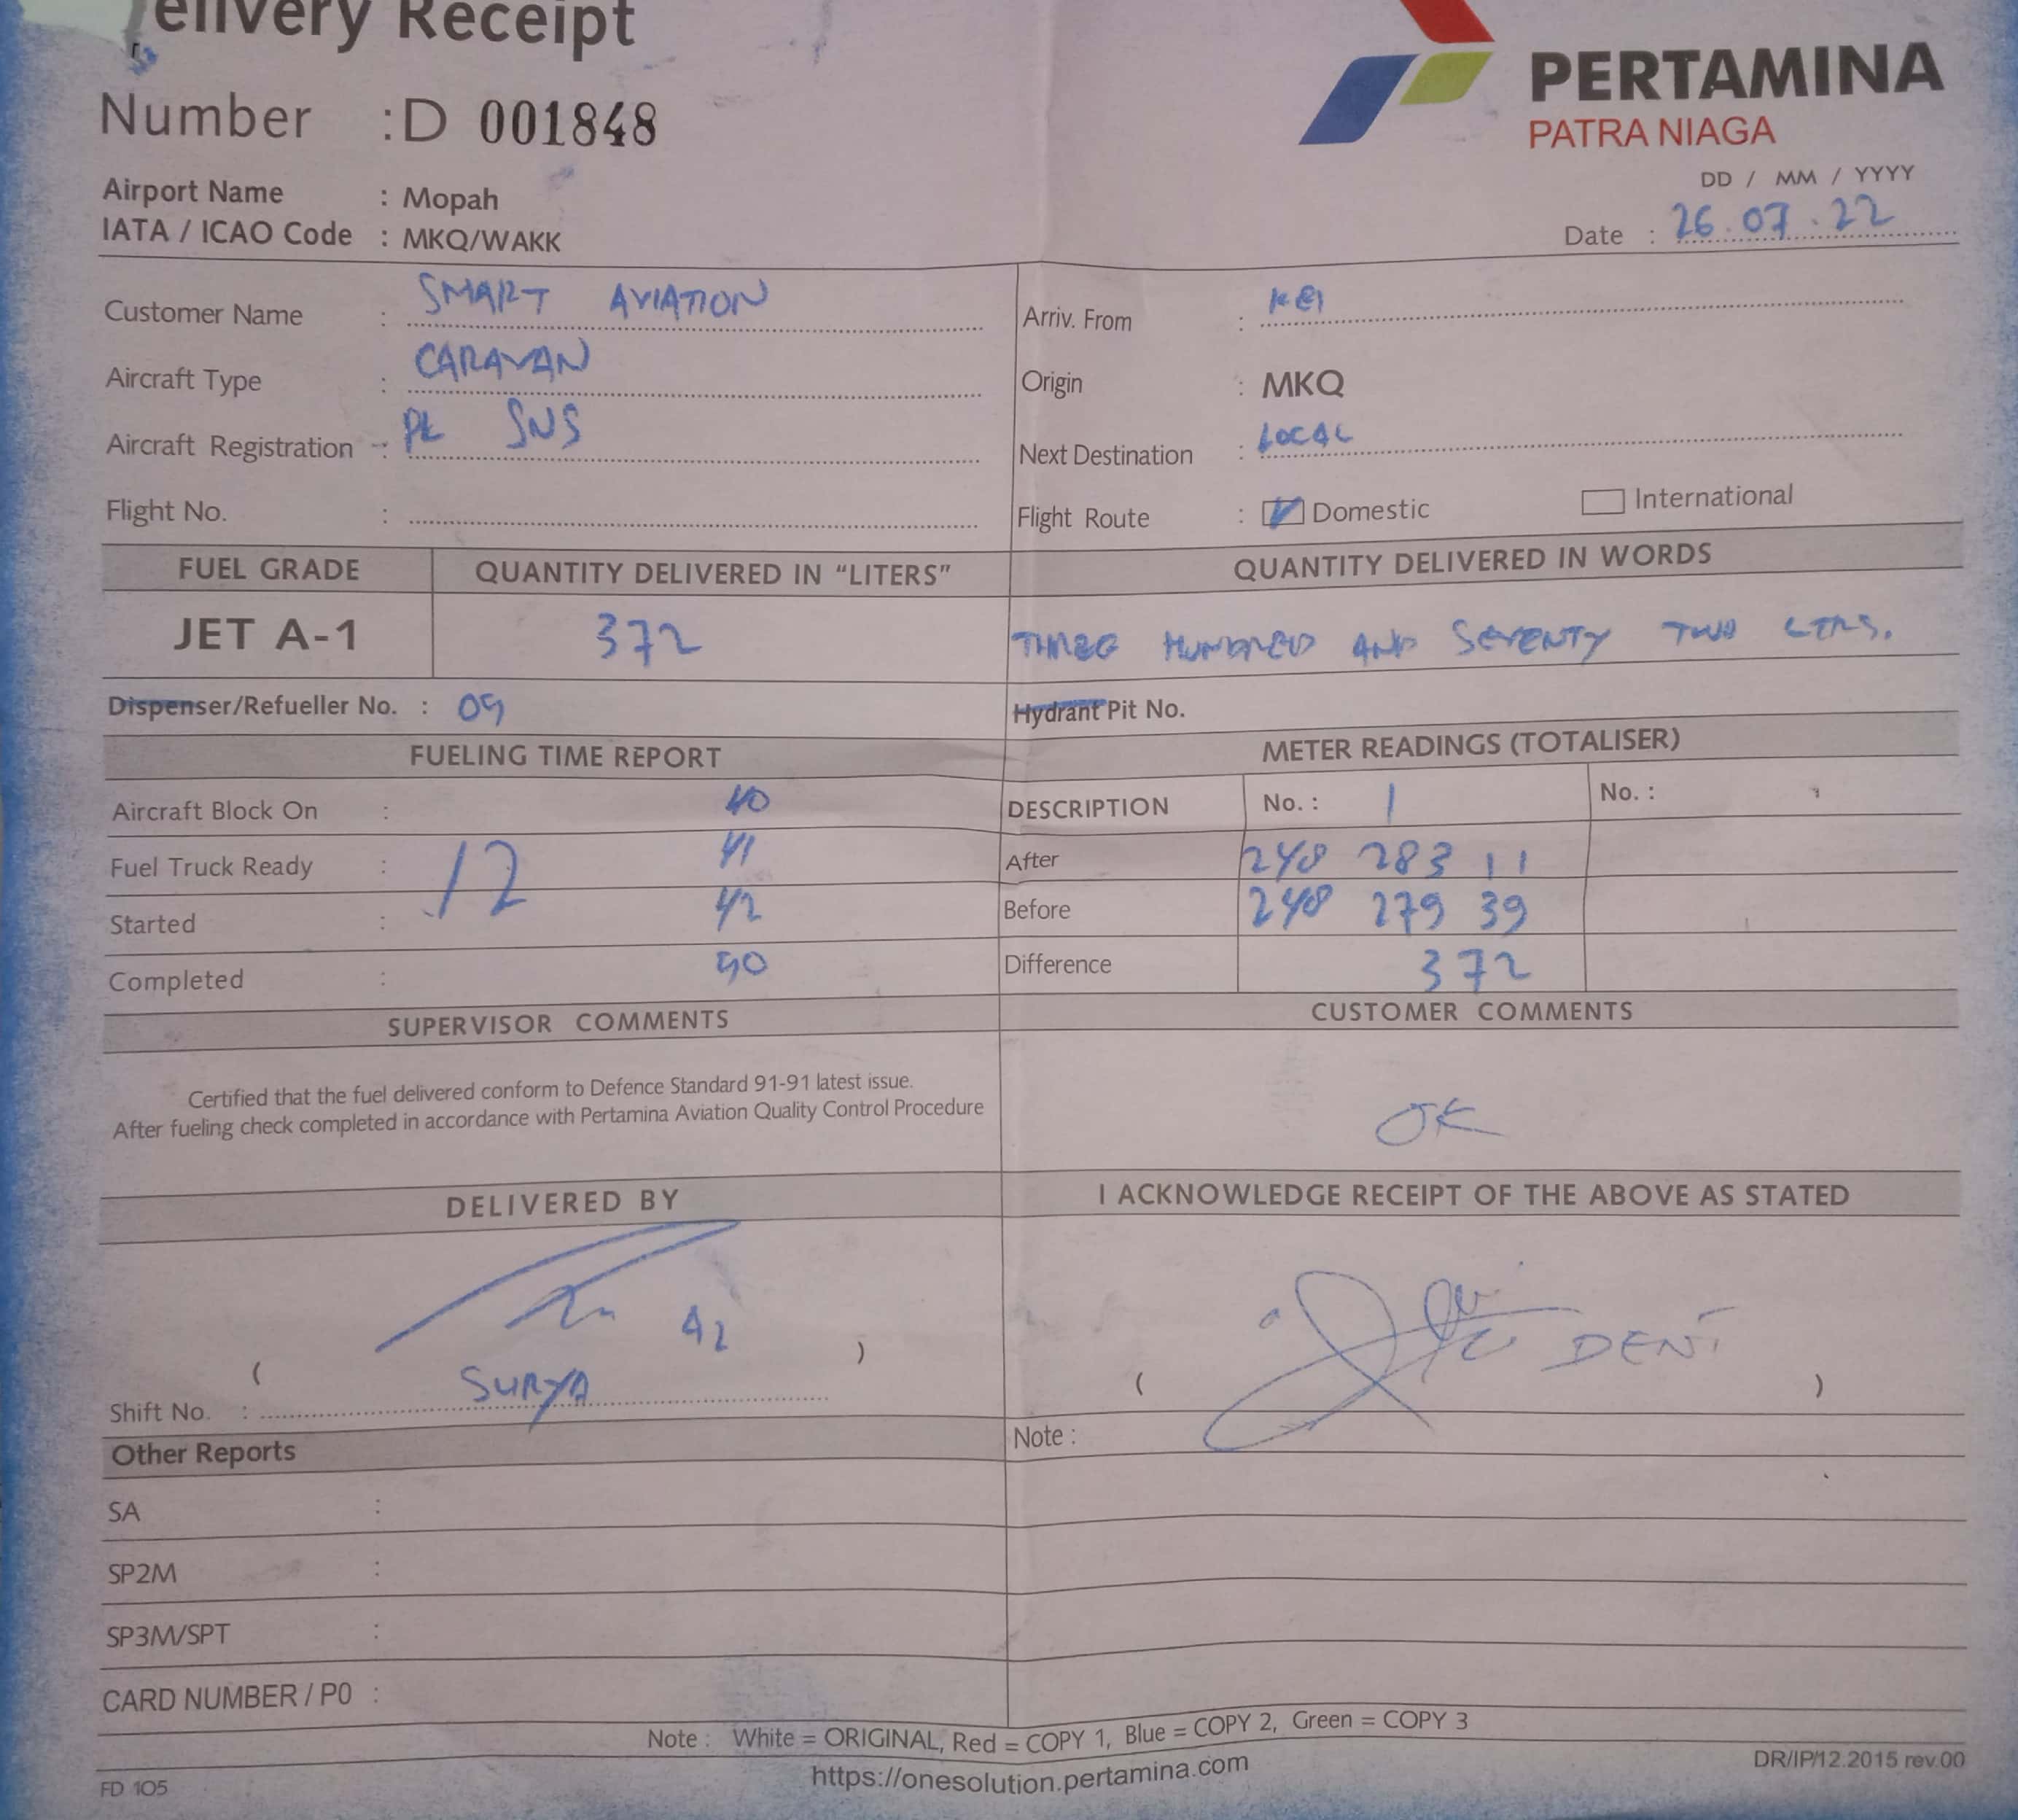 elivery Receipt
PERTAMINA
PATRA NIAGA
Number : D 001848
DD / MM / YYYY
Date : 26.07.22
Airport Name : Mopah
IATA / ICAO Code : MKQ/WAKK
Customer Name : SMART AVIATION
Aircraft Type : CARAVAN
Aircraft Registration : PK SNS
Flight No. :
Arriv. From : KEI
Origin : MKQ
Next Destination : LOCAL
Flight Route : Domestic International
FUEL GRADE QUANTITY DELIVERED IN “LITERS” QUANTITY DELIVERED IN WORDS
JET A-1 372 THREE HUNDRED AND SEVENTY TWO LTRS.
Dispenser/Refueller No. : 09 Hydrant Pit No.
FUELING TIME REPORT
Aircraft Block On : 40
Fuel Truck Ready : 12 41
Started : 42
Completed : 50
METER READINGS (TOTALISER)
DESCRIPTION No. : 1 No. :
After 248 283 11
Before 248 279 39
Difference 372
SUPERVISOR COMMENTS
Certified that the fuel delivered conform to Defence Standard 91-91 latest issue.
After fueling check completed in accordance with Pertamina Aviation Quality Control Procedure
CUSTOMER COMMENTS
OK
DELIVERED BY
( )
Shift No. : SURYA
I ACKNOWLEDGE RECEIPT OF THE ABOVE AS STATED
( DENI )
Other Reports Note :
SA :
SP2M :
SP3M/SPT :
CARD NUMBER / P0 :
Note : White = ORIGINAL, Red = COPY 1, Blue = COPY 2, Green = COPY 3
FD 105 https://onesolution.pertamina.com DR/IP/12.2015 rev.00